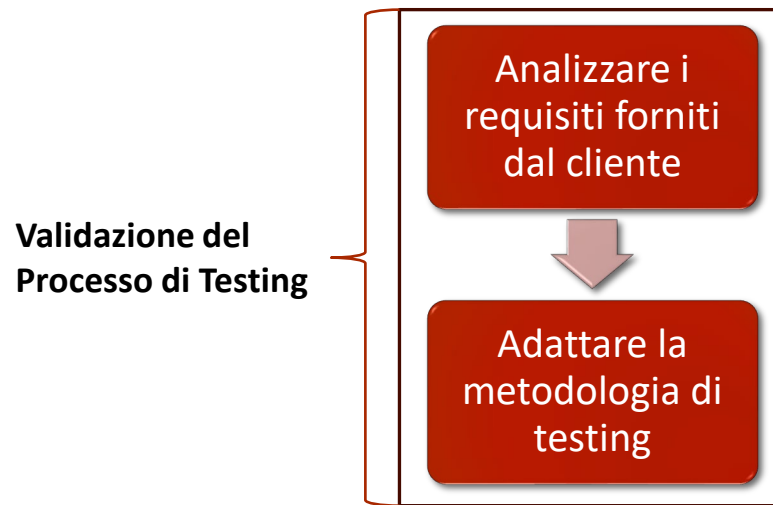 Validazione del
Processo di Testing
Analizzare i
requisiti forniti
dal cliente
Adattare la
metodologia di
testing